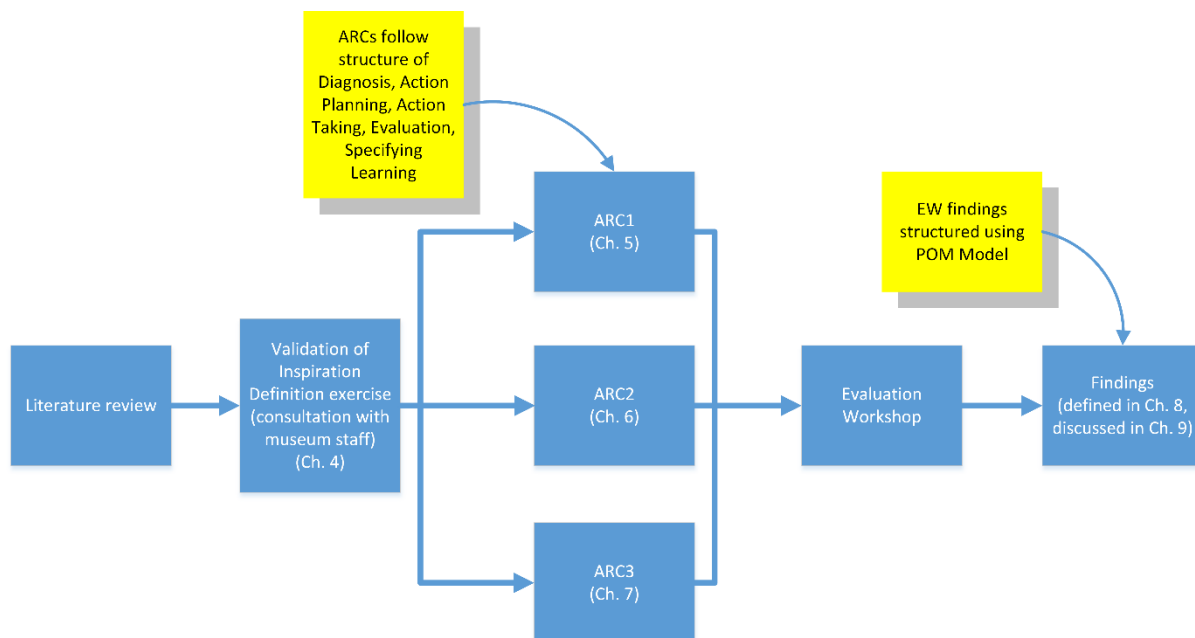 ARCs follow
structure of
Diagnosis, Action
Planning, Action
Taking, Evaluation,
Specifying
Learning
ARC1
(Ch. 5)
EW findings
structured using
POM Model
Literature review
Validation of
Inspiration
Definition exercise
(consultation with
museum staff)
(Ch. 4)
ARC2
(Ch. 6)
Evaluation
Workshop
Findings
(defined in Ch. 8,
discussed in Ch. 9)
ARC3
(Ch. 7)